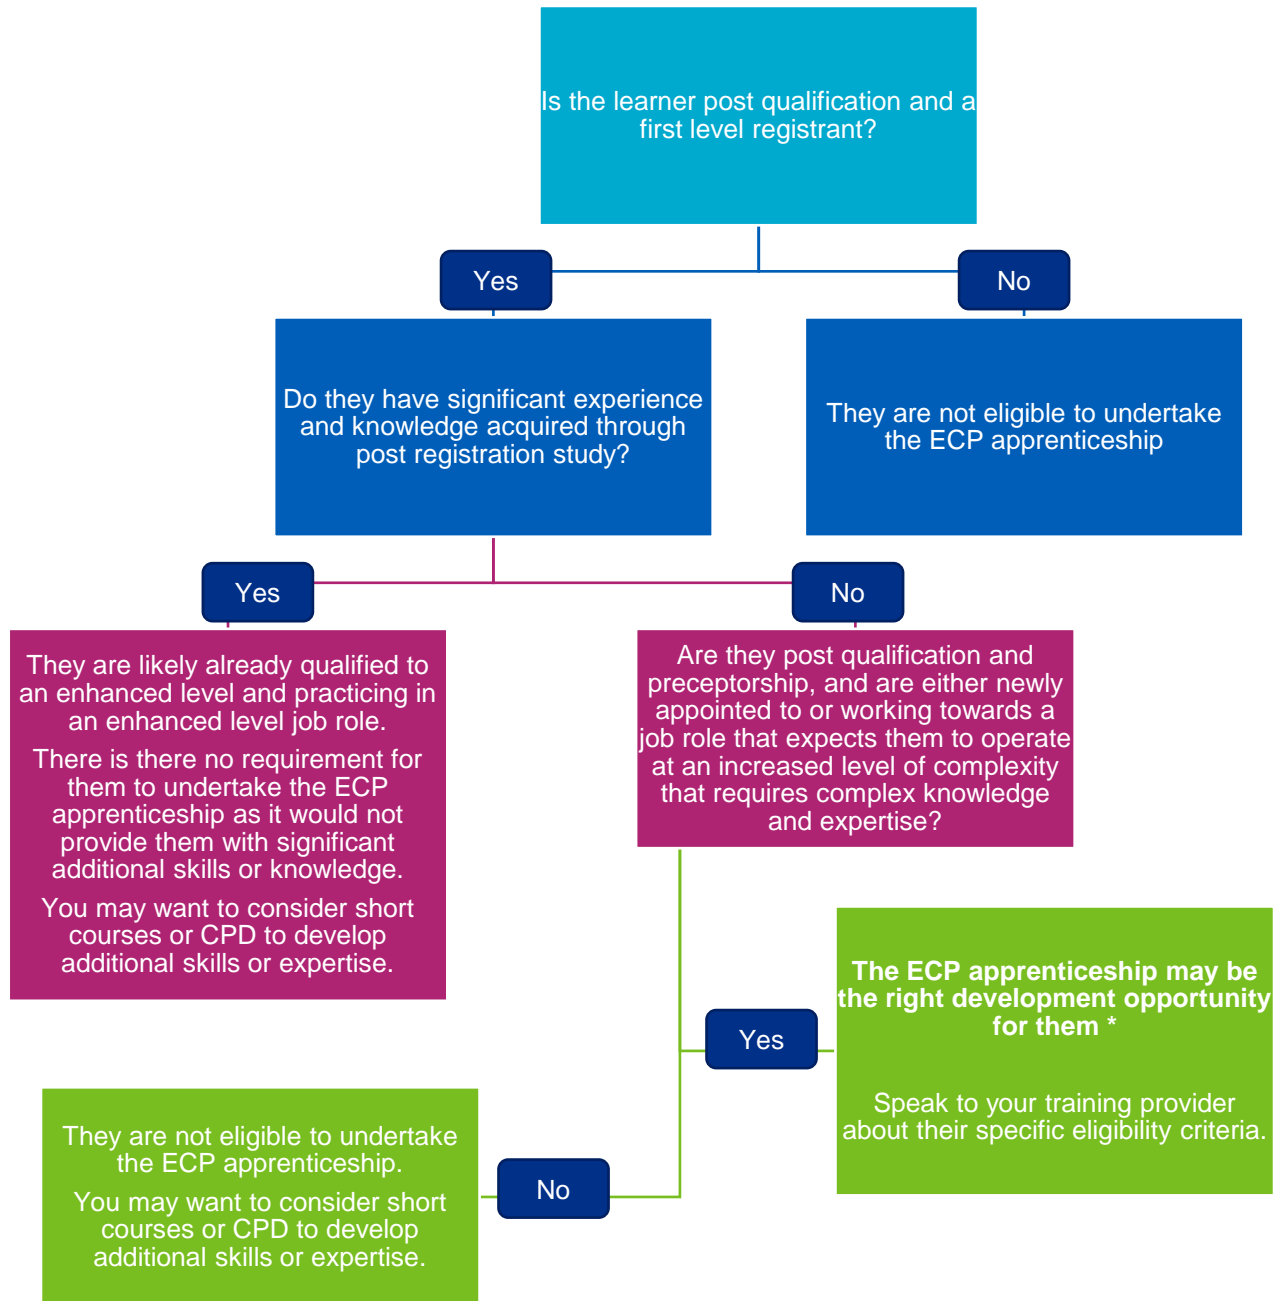 Is the learner post qualification and a
first level registrant?
Yes
No
Do they have significant experience
and knowledge acquired through
post registration study?
They are not eligible to undertake
the ECP apprenticeship
Yes
No
They are likely already qualified to
an enhanced level and practicing in
an enhanced level job role.
There is there no requirement for
them to undertake the ECP
apprenticeship as it would not
provide them with significant
additional skills or knowledge.
You may want to consider short
courses or CPD to develop
additional skills or expertise.
Are they post qualification and
preceptorship, and are either newly
appointed to or working towards a
job role that expects them to operate
at an increased level of complexity
that requires complex knowledge
and expertise?
Yes
The ECP apprenticeship may be
the right development opportunity
for them *
Speak to your training provider
about their specific eligibility criteria.
No
They are not eligible to undertake
the ECP apprenticeship.
You may want to consider short
courses or CPD to develop
additional skills or expertise.